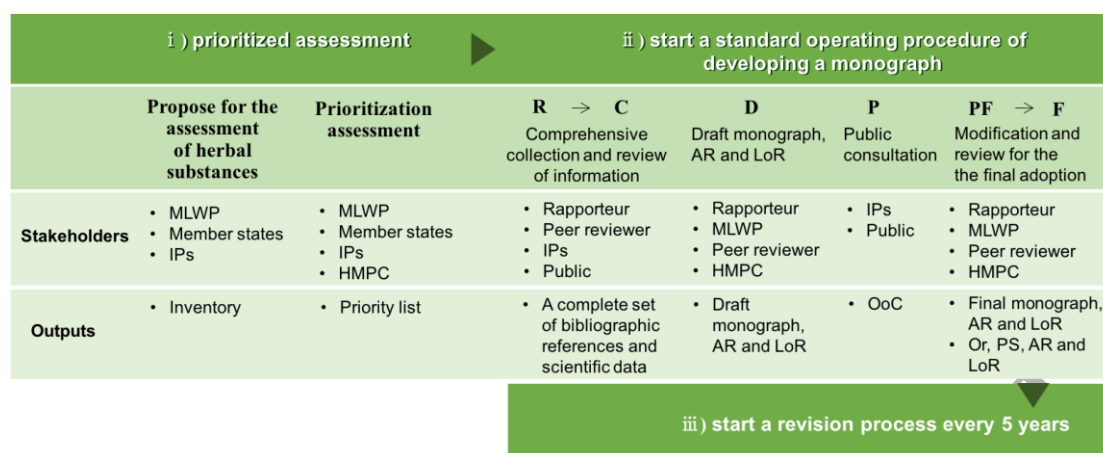 ⅰ) prioritized assessment
ⅱ) start a standard operating procedure of
developing a monograph
Propose for the
assessment
of herbal
substances
Prioritization
assessment
R → C
Comprehensive
collection and review
of information
D
Draft monograph,
AR and LoR
P
Public
consultation
PF → F
Modification and
review for the
the final adoption
Stakeholders
• MLWP
• Member states
• IPs
• MLWP
• Member states
• IPs
• HMPC
• Rapporteur
• Peer reviewer
• IPs
• Public
• Rapporteur
• MLWP
• Peer reviewer
• HMPC
• IPs
• Public
• Rapporteur
• MLWP
• Peer reviewer
• HMPC
Outputs
• Inventory
• Priority list
• A complete set
of bibliographic
references and
scientific data
• Draft
monograph,
AR and LoR
• OoC
• Final monograph,
AR and LoR
• Or, PS, AR and
LoR
ⅲ) start a revision process every 5 years